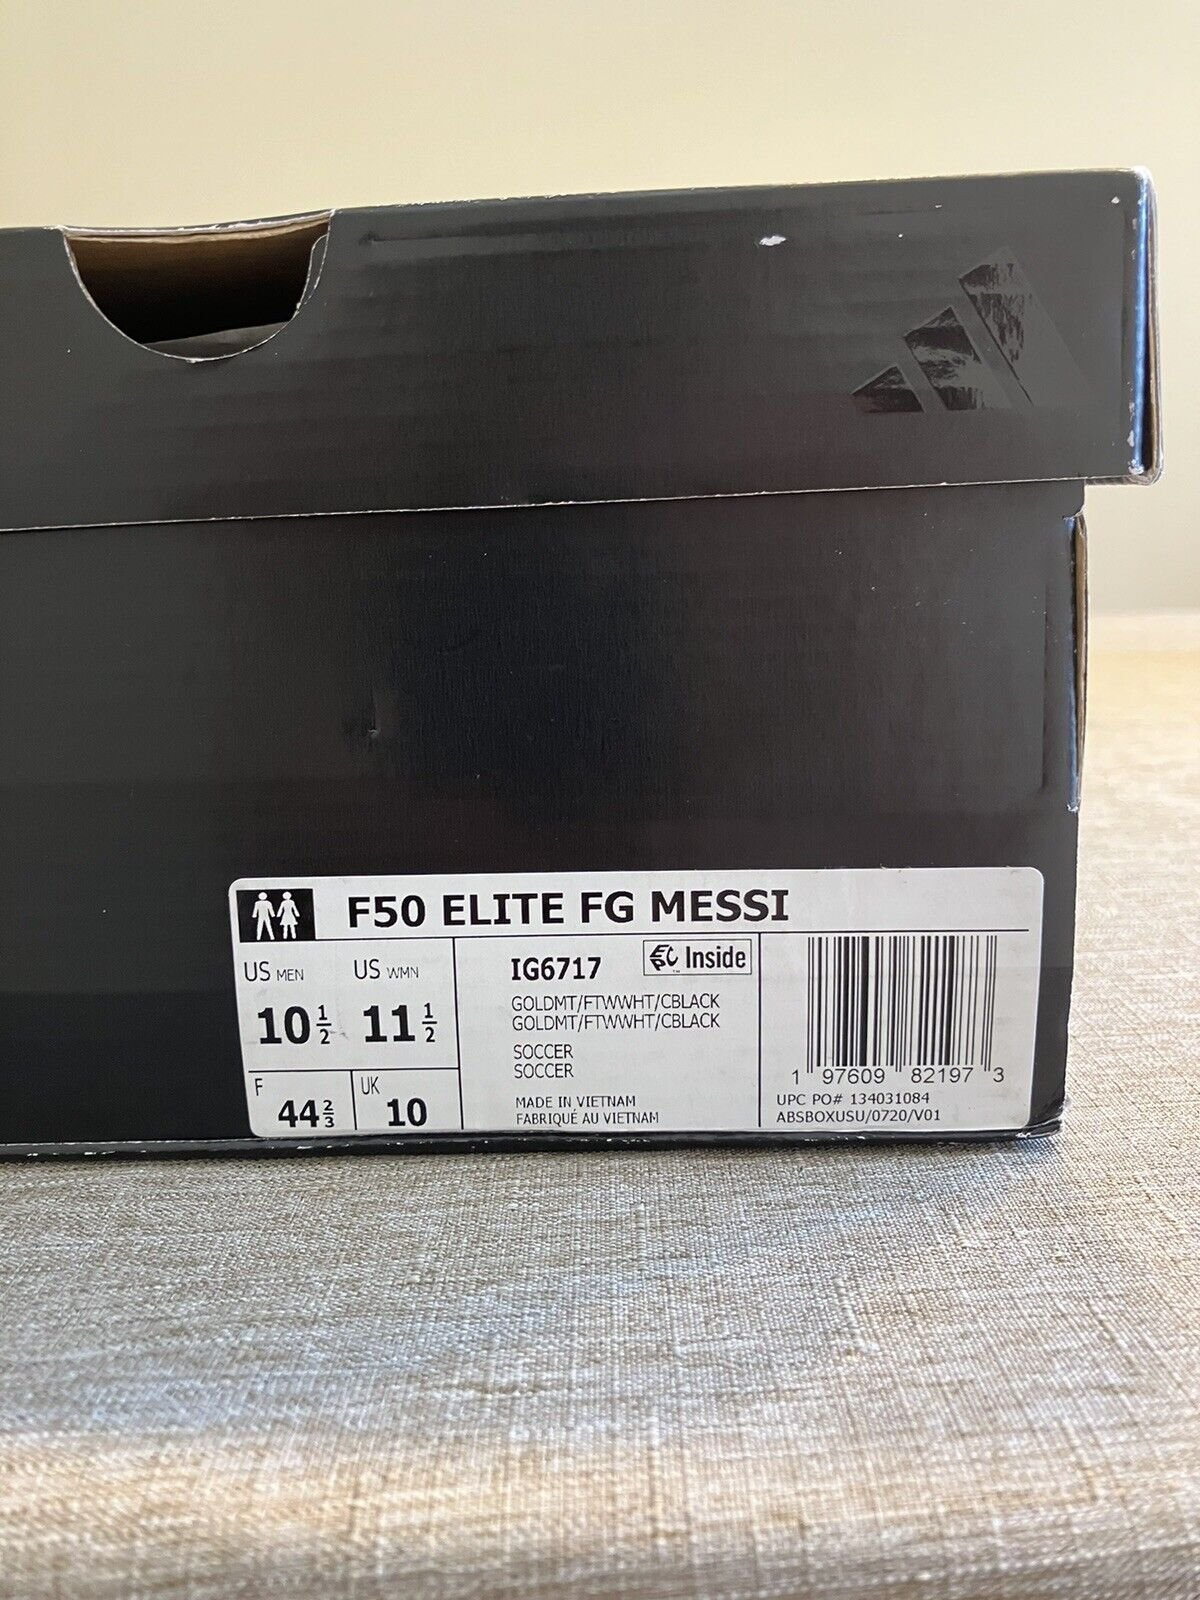 F50 ELITE FG MESSI
US MEN
10 1/2
US WMN
11 1/2
F
44 2/3
UK
10
IG6717
EPC Inside
™
GOLDMT/FTWWHT/CBLACK
GOLDMT/FTWWHT/CBLACK
SOCCER
SOCCER
MADE IN VIETNAM
FABRIQUÉ AU VIETNAM
1 97609 82197 3
UPC PO# 134031084
ABSBOXUSU/0720/V01